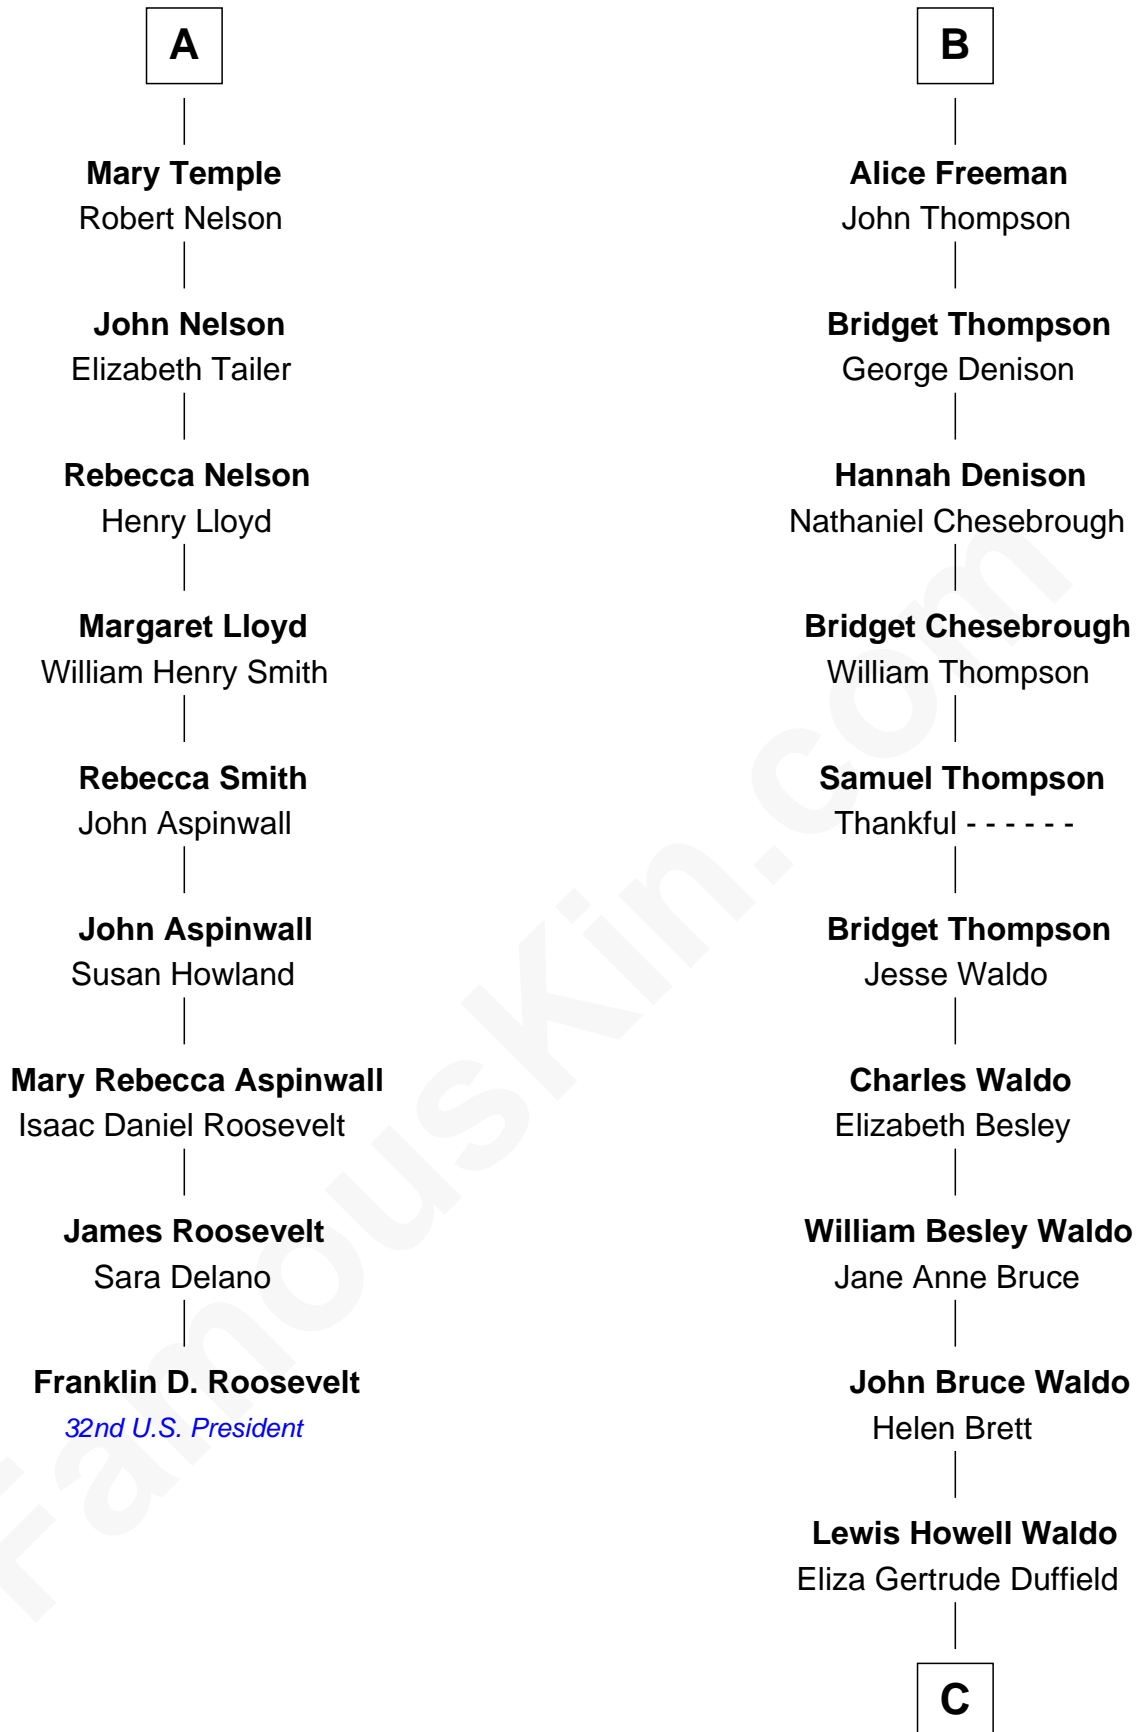 A
Mary Temple
Robert Nelson
John Nelson
Elizabeth Tailer
Rebecca Nelson
Henry Lloyd
Margaret Lloyd
William Henry Smith
Rebecca Smith
John Aspinwall
John Aspinwall
Susan Howland
Mary Rebecca Aspinwall
Isaac Daniel Roosevelt
James Roosevelt
Sara Delano
Franklin D. Roosevelt
32nd U.S. President
B
Alice Freeman
John Thompson
Bridget Thompson
George Denison
Hannah Denison
Nathaniel Chesebrough
Bridget Chesebrough
William Thompson
Samuel Thompson
Thankful - - - - - -
Bridget Thompson
Jesse Waldo
Charles Waldo
Elizabeth Besley
William Besley Waldo
Jane Anne Bruce
John Bruce Waldo
Helen Brett
Lewis Howell Waldo
Eliza Gertrude Duffield
C
FamousKin.com